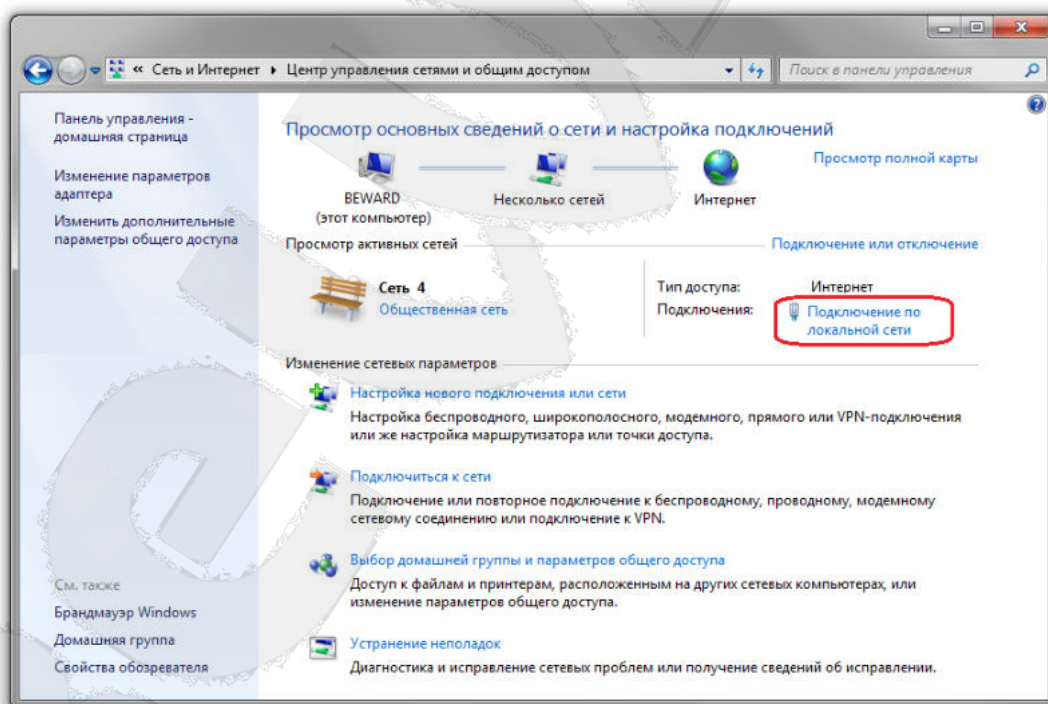 « Сеть и Интернет ▸ Центр управления сетями и общим доступом
Поиск в панели управления
Панель управления -
домашняя страница
Изменение параметров
адаптера
Изменить дополнительные
параметры общего доступа
См. также
Брандмауэр Windows
Домашняя группа
Свойства обозревателя
Просмотр основных сведений о сети и настройка подключений
Просмотр полной карты
BEWARD
(этот компьютер)
Несколько сетей
Интернет
Просмотр активных сетей
Подключение или отключение
Сеть 4
Общественная сеть
Тип доступа: Интернет
Подключения: Подключение по
локальной сети
Изменение сетевых параметров
Настройка нового подключения или сети
Настройка беспроводного, широкополосного, модемного, прямого или VPN-подключения
или же настройка маршрутизатора или точки доступа.
Подключиться к сети
Подключение или повторное подключение к беспроводному, проводному, модемному
сетевому соединению или подключение к VPN.
Выбор домашней группы и параметров общего доступа
Доступ к файлам и принтерам, расположенным на других сетевых компьютерах, или
изменение параметров общего доступа.
Устранение неполадок
Диагностика и исправление сетевых проблем или получение сведений об исправлении.